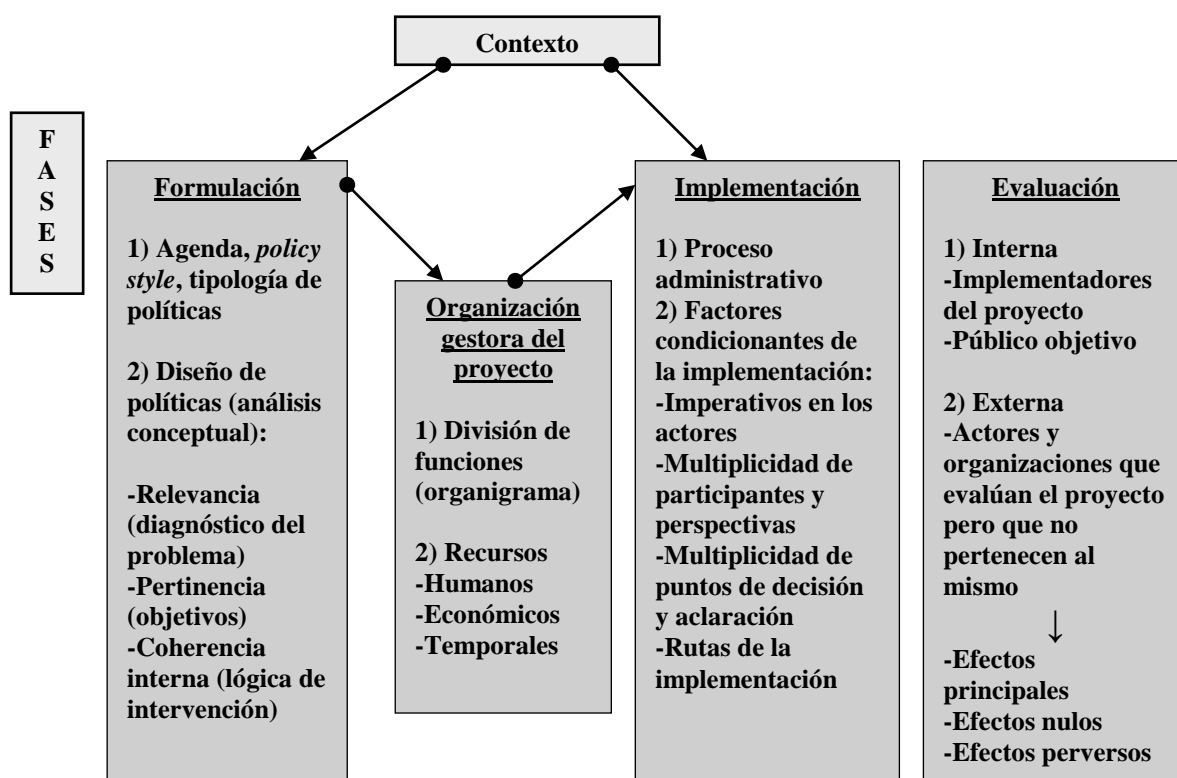 Contexto
F
A
S
E
S
Formulación
1) Agenda, policy
style, tipología de
políticas
2) Diseño de
políticas (análisis
conceptual):
-Relevancia
(diagnóstico del
problema)
-Pertinencia
(objetivos)
-Coherencia
interna (lógica de
intervención)
Organización
gestora del
proyecto
1) División de
funciones
(organigrama)
2) Recursos
-Humanos
-Económicos
-Temporales
Implementación
1) Proceso
administrativo
2) Factores
condicionantes de
la implementación:
-Imperativos en los
actores
-Multiplicidad de
participantes y
perspectivas
-Multiplicidad de
puntos de decisión
y aclaración
-Rutas de la
implementación
Evaluación
1) Interna
-Implementadores
del proyecto
-Público objetivo
2) Externa
-Actores y
organizaciones que
evalúan el proyecto
pero que no
pertenecen al
mismo
↓
-Efectos
principales
-Efectos nulos
-Efectos perversos